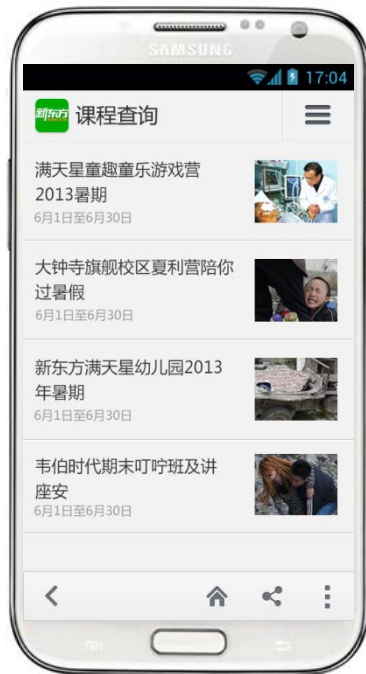 SAMSUNG
17:04
新东方
课程查询
满天星童趣童乐游戏营
2013暑期
6月1日至6月30日
大钟寺旗舰校区夏利营陪你
过暑假
6月1日至6月30日
新东方满天星幼儿园2013
年暑期
6月1日至6月30日
韦伯时代期末叮咛班及讲
座安
6月1日至6月30日